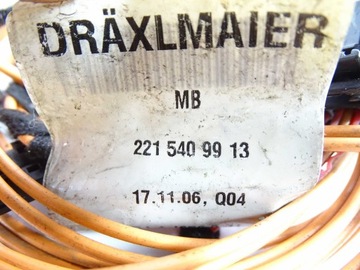 DRÄXLMAIER
MB
221 540 99 13
17.11.06, Q04